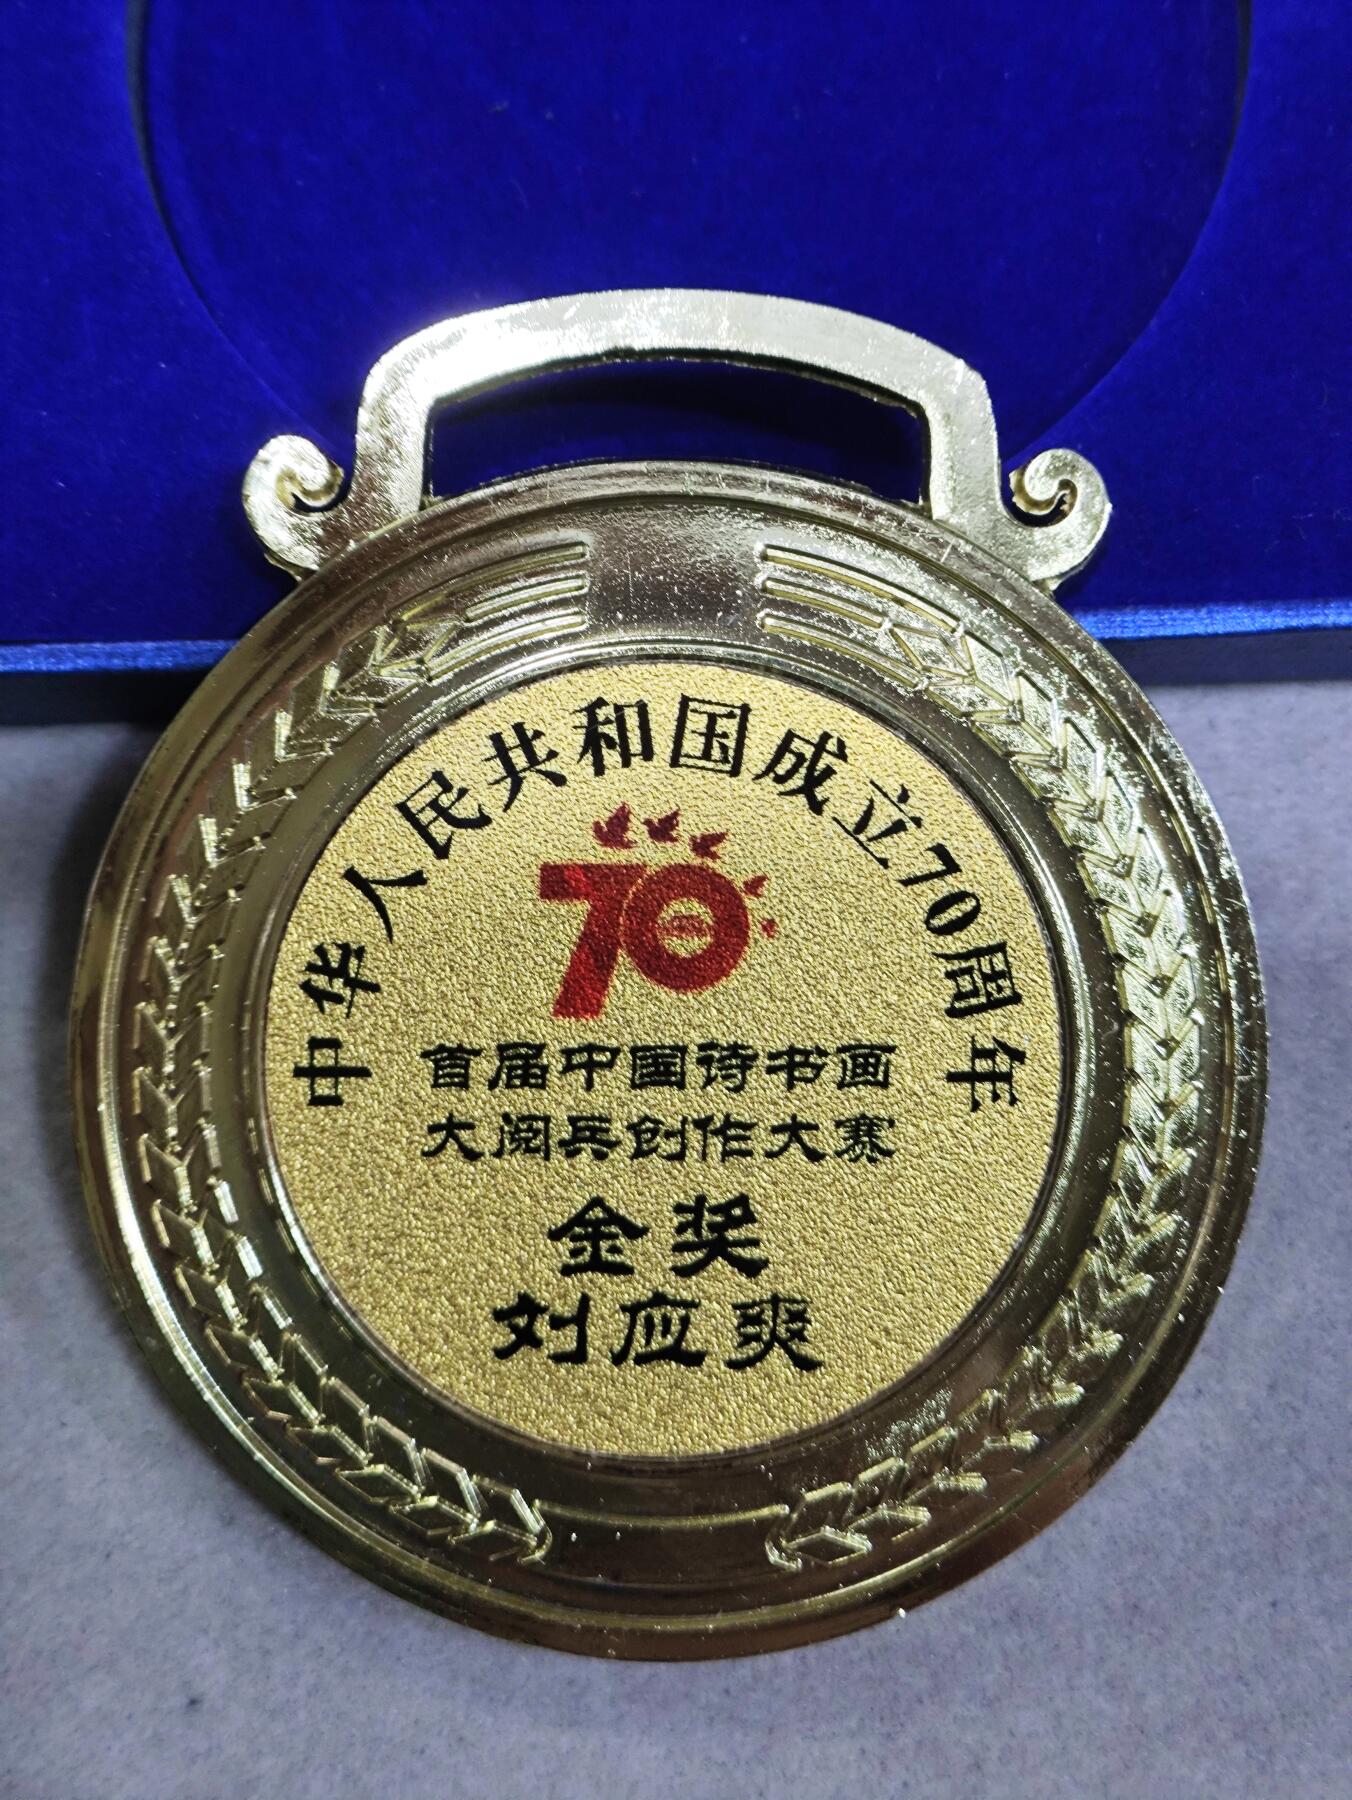 中华人民共和国成立70周年
70
首届中国诗书画
大阅兵创作大赛
金奖
刘应爽